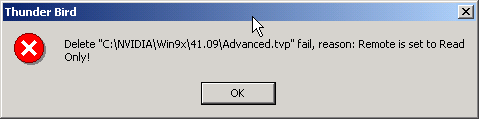 Thunder Bird
Delete "C:\NVIDIA\Win9x\41.09\Advanced.tvp" fail, reason: Remote is set to Read
Only!
OK